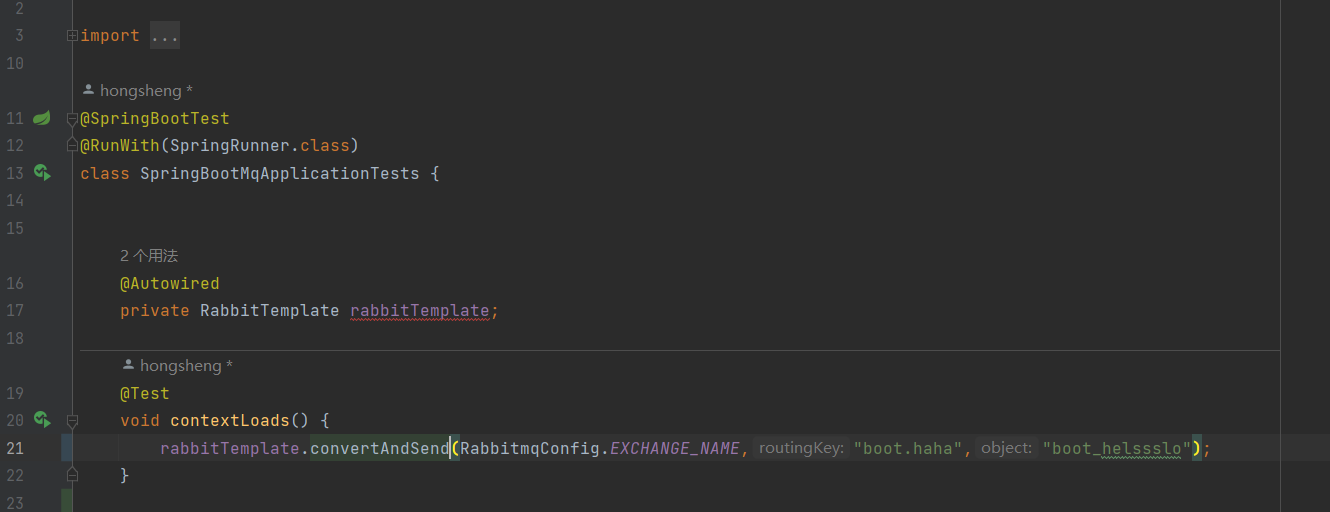 2
3 import ...
10
hongsheng *
11 @SpringBootTest
12 @RunWith(SpringRunner.class)
13 class SpringBootMqApplicationTests {
14
15
2 个用法
16 @Autowired
17 private RabbitTemplate rabbitTemplate;
18
hongsheng *
19 @Test
20 void contextLoads() {
21 rabbitTemplate.convertAndSend(RabbitmqConfig.EXCHANGE_NAME, routingKey: "boot.haha", object: "boot_helssslo");
22 }
23